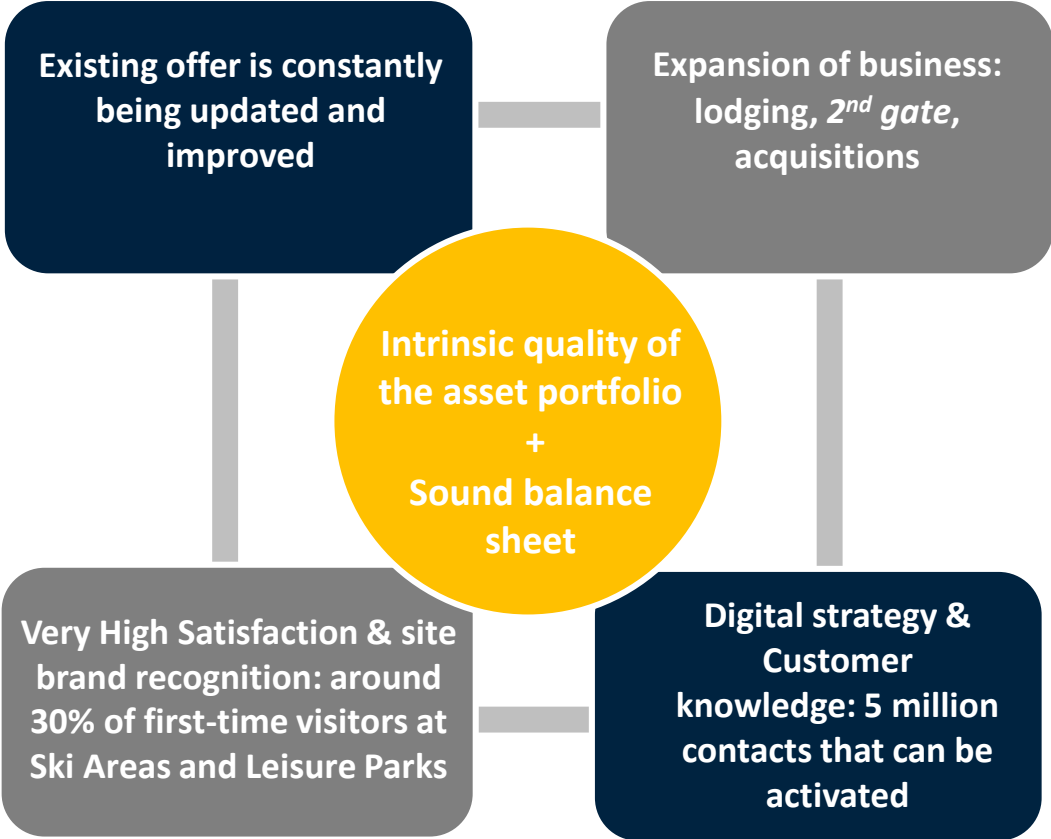 Existing offer is constantly
being updated and
improved
Expansion of business:
lodging, 2nd gate,
acquisitions
Intrinsic quality of
the asset portfolio
+
Sound balance
sheet
Very High Satisfaction & site
brand recognition: around
30% of first-time visitors at
Ski Areas and Leisure Parks
Digital strategy &
Customer
knowledge: 5 million
contacts that can be
activated